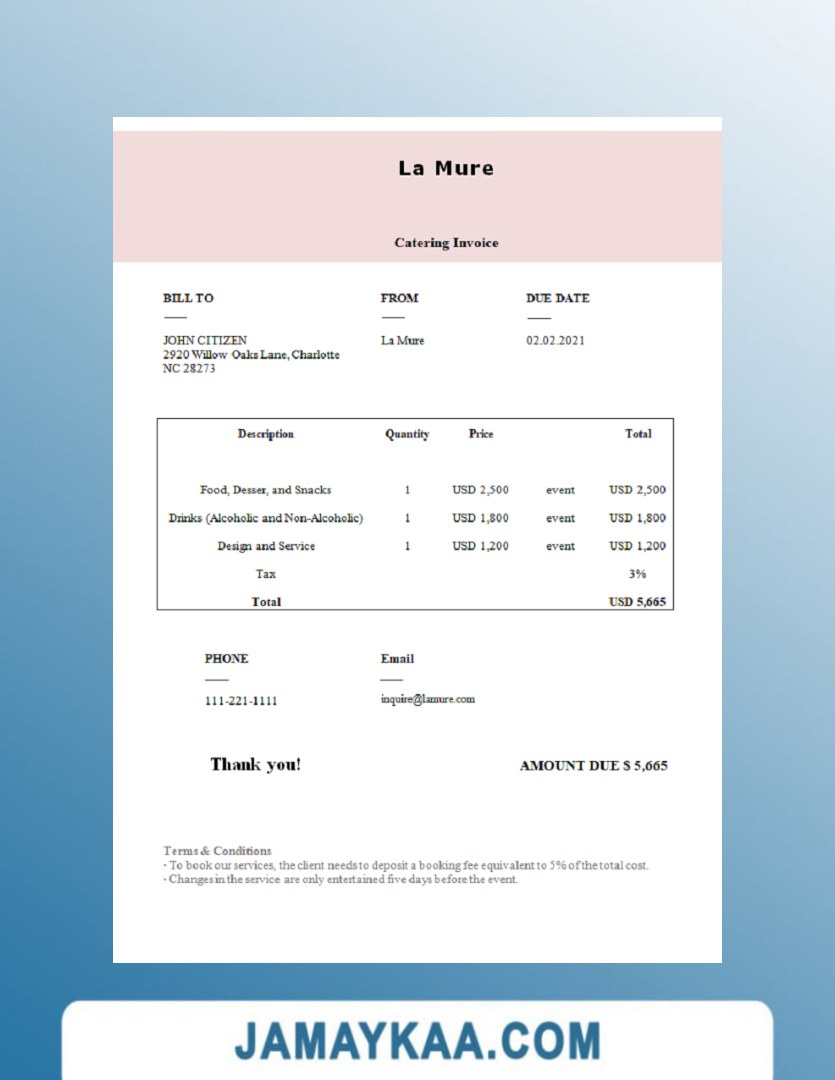 La Mure
Catering Invoice
BILL TO FROM DUE DATE
JOHN CITIZEN La Mure 02.02.2021
2920 Willow Oaks Lane, Charlotte
NC 28273
Description Quantity Price Total
Food, Desser, and Snacks 1 USD 2,500 event USD 2,500
Drinks (Alcoholic and Non-Alcoholic) 1 USD 1,800 event USD 1,800
Design and Service 1 USD 1,200 event USD 1,200
Tax 3%
Total USD 5,665
PHONE Email
111-221-1111 inquire@lamure.com
Thank you! AMOUNT DUE $ 5,665
Terms & Conditions
· To book our services, the client needs to deposit a booking fee equivalent to 5% of the total cost.
· Changes in the service are only entertained five days before the event.
JAMAYKAA.COM